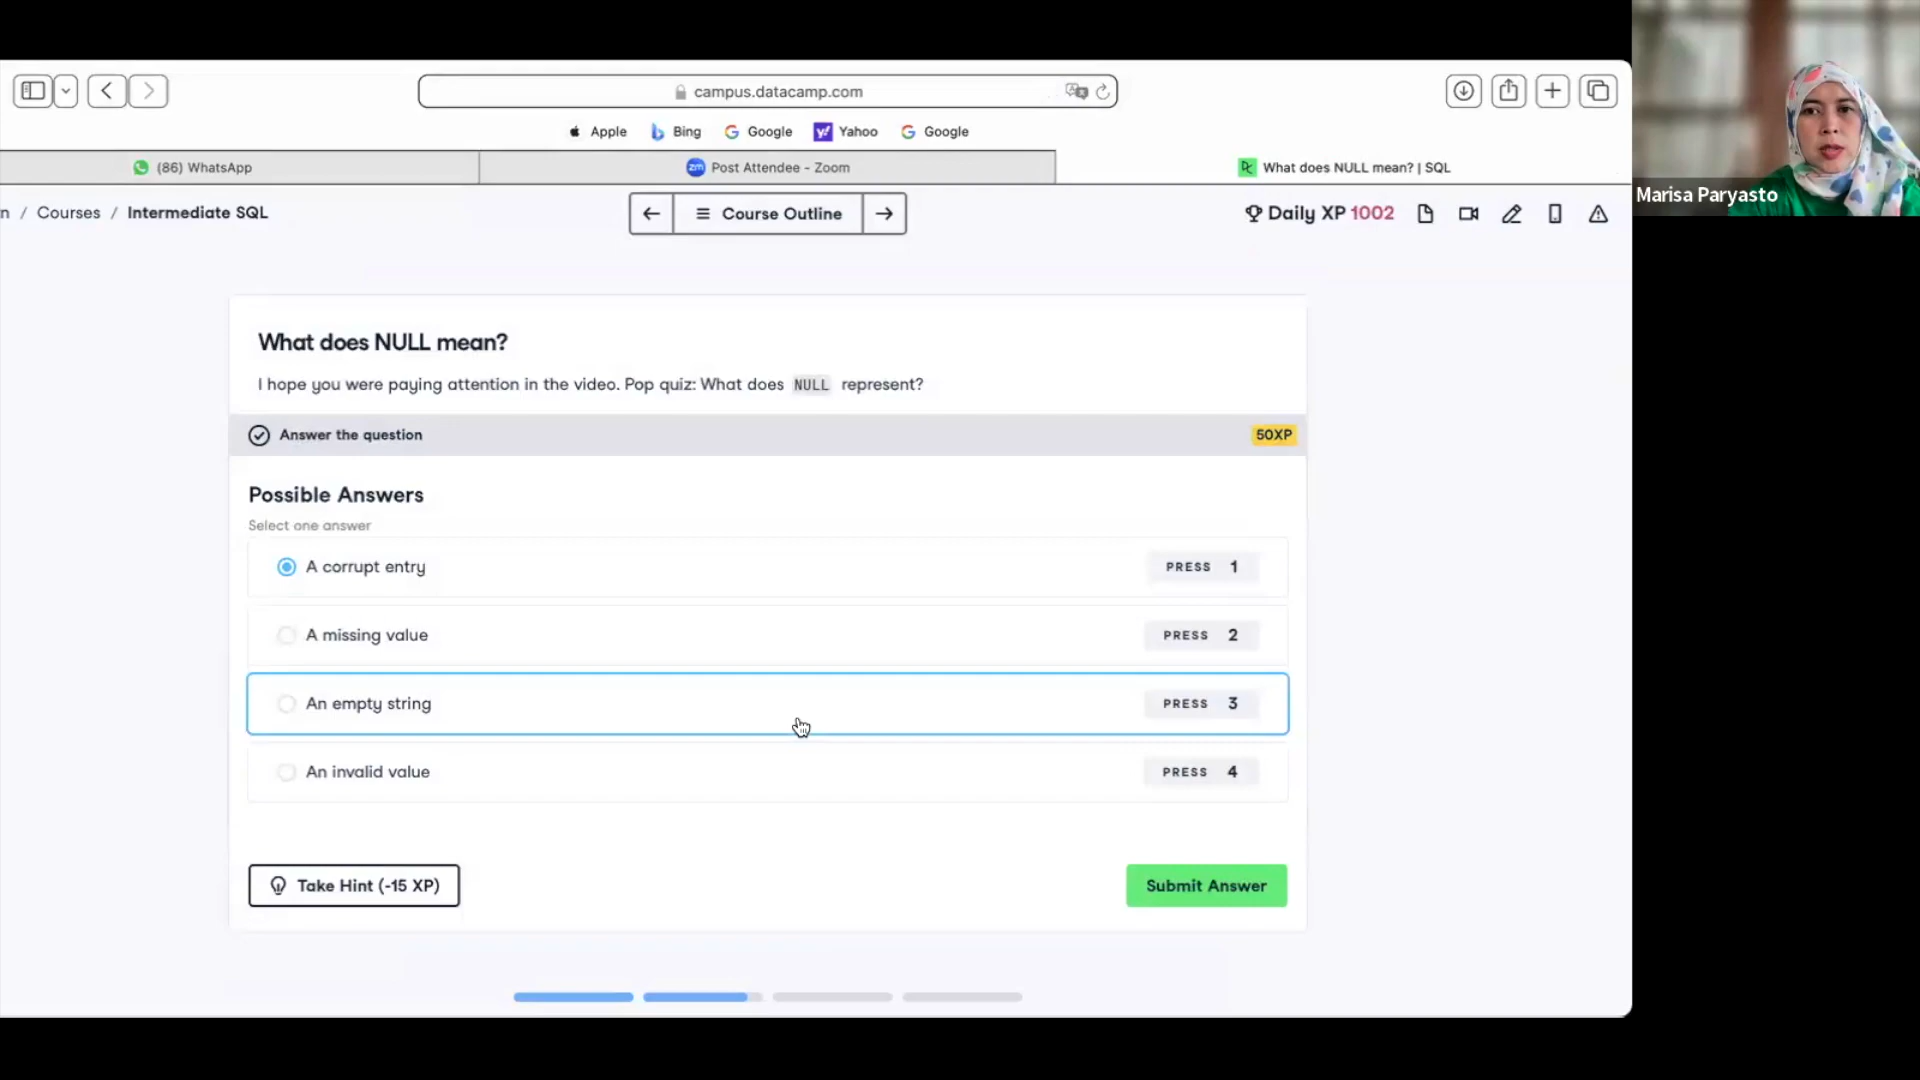 campus.datacamp.com
Apple Bing Google Yahoo Google
(86) WhatsApp
Post Attendee - Zoom
What does NULL mean? | SQL
Marisa Paryasto
n / Courses / Intermediate SQL
Course Outline
Daily XP 1002
What does NULL mean?
I hope you were paying attention in the video. Pop quiz: What does NULL represent?
Answer the question
50XP
Possible Answers
Select one answer
A corrupt entry PRESS 1
A missing value PRESS 2
An empty string PRESS 3
An invalid value PRESS 4
Take Hint (-15 XP)
Submit Answer